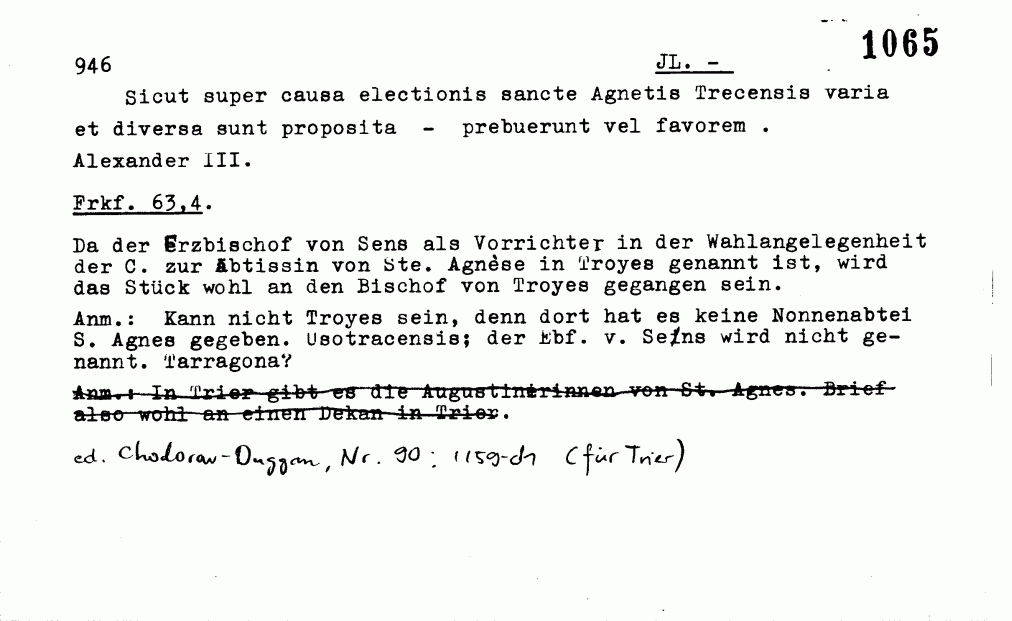 1065
946 JL. -
Sicut super causa electionis sancte Agnetis Trecensis varia
et diversa sunt proposita - prebuerunt vel favorem .
Alexander III.
Frkf. 63,4.
Da der Erzbischof von Sens als Vorrichter in der Wahlangelegenheit
der C. zur Äbtissin von Ste. Agnèse in Troyes genannt ist, wird
das Stück wohl an den Bischof von Troyes gegangen sein.
Anm.: Kann nicht Troyes sein, denn dort hat es keine Nonnenabtei
S. Agnes gegeben. Usotracensis; der Ebf. v. Sens wird nicht ge-
nannt. Tarragona?
Anm.: In Trier gibt es die Augustinerinnen von St. Agnes. Brief
also wohl an einen Dekan in Trier.
ed. Chodorow-Duggan, Nr. 90: 1159-81 (für Trier)